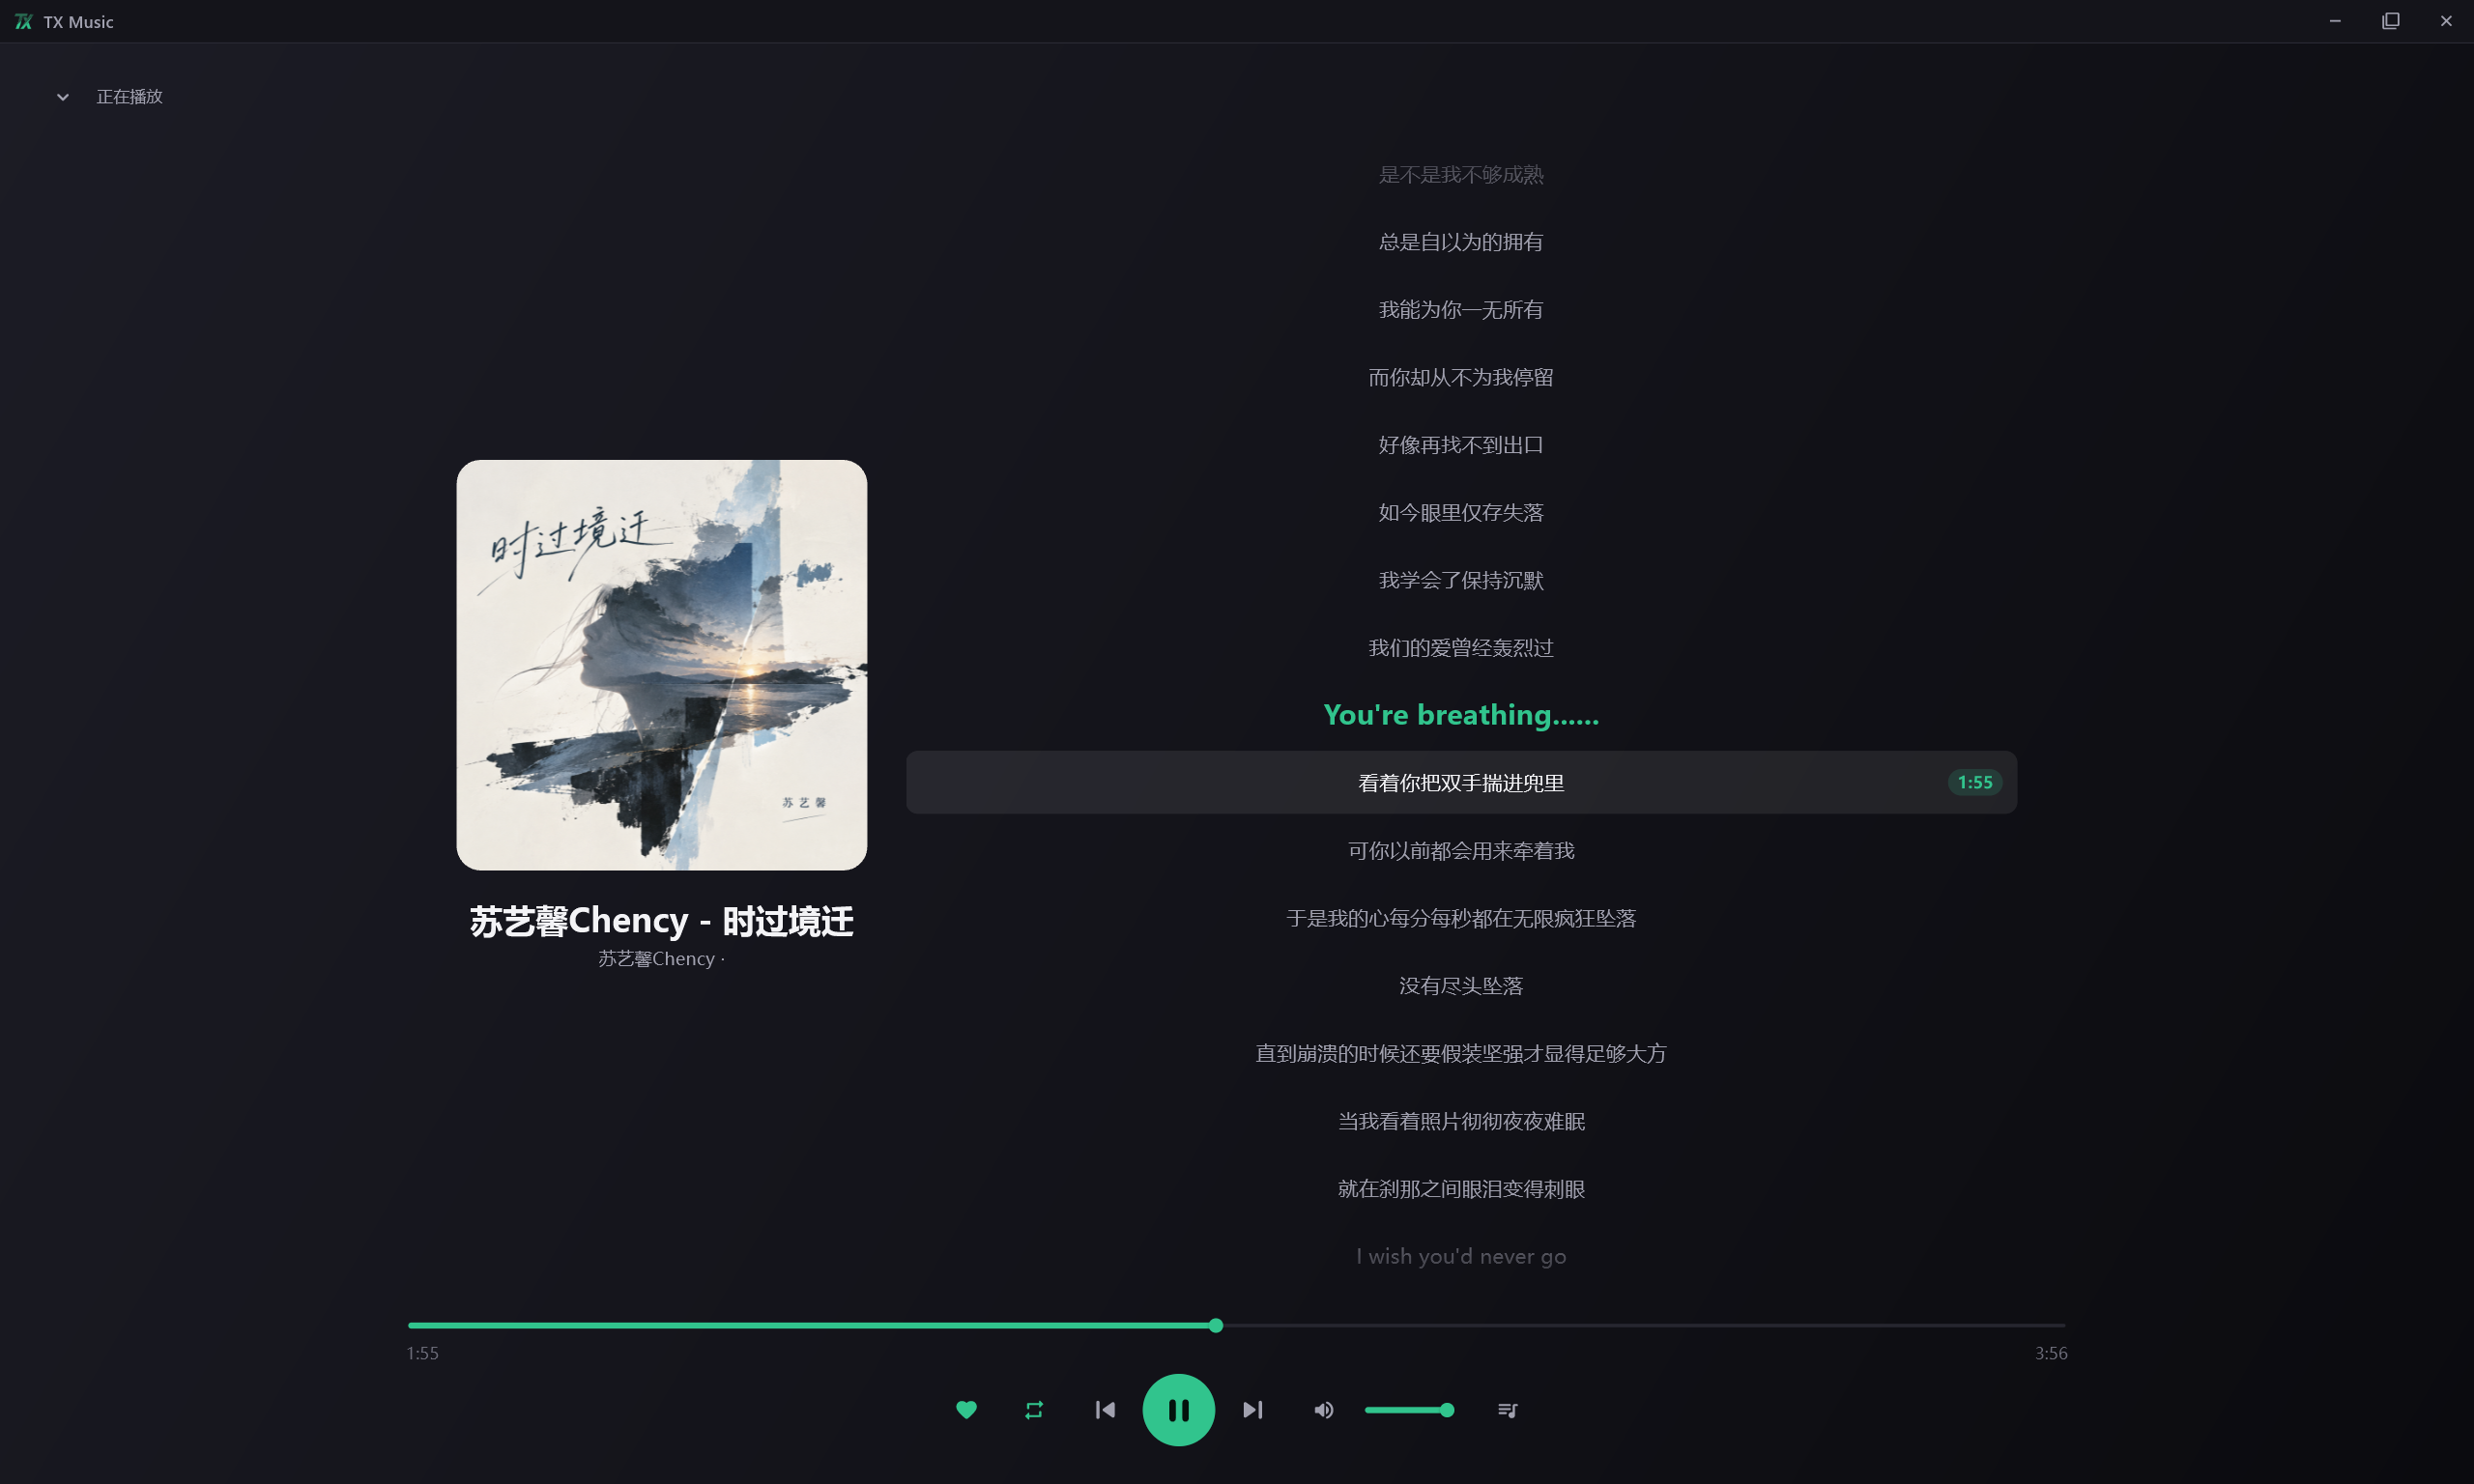 TX Music
正在播放
是不是我不够成熟
总是自以为的拥有
我能为你一无所有
而你却从不为我停留
好像再找不到出口
如今眼里仅存失落
我学会了保持沉默
我们的爱曾经轰烈过
You're breathing......
看着你把双手揣进兜里
1:55
可你以前都会用来牵着我
于是我的心每分每秒都在无限疯狂坠落
没有尽头坠落
直到崩溃的时候还要假装坚强才显得足够大方
当我看着照片彻彻夜夜难眠
就在刹那之间眼泪变得刺眼
I wish you'd never go
时过境迁
苏艺馨
苏艺馨Chency - 时过境迁
苏艺馨Chency ·
1:55
3:56